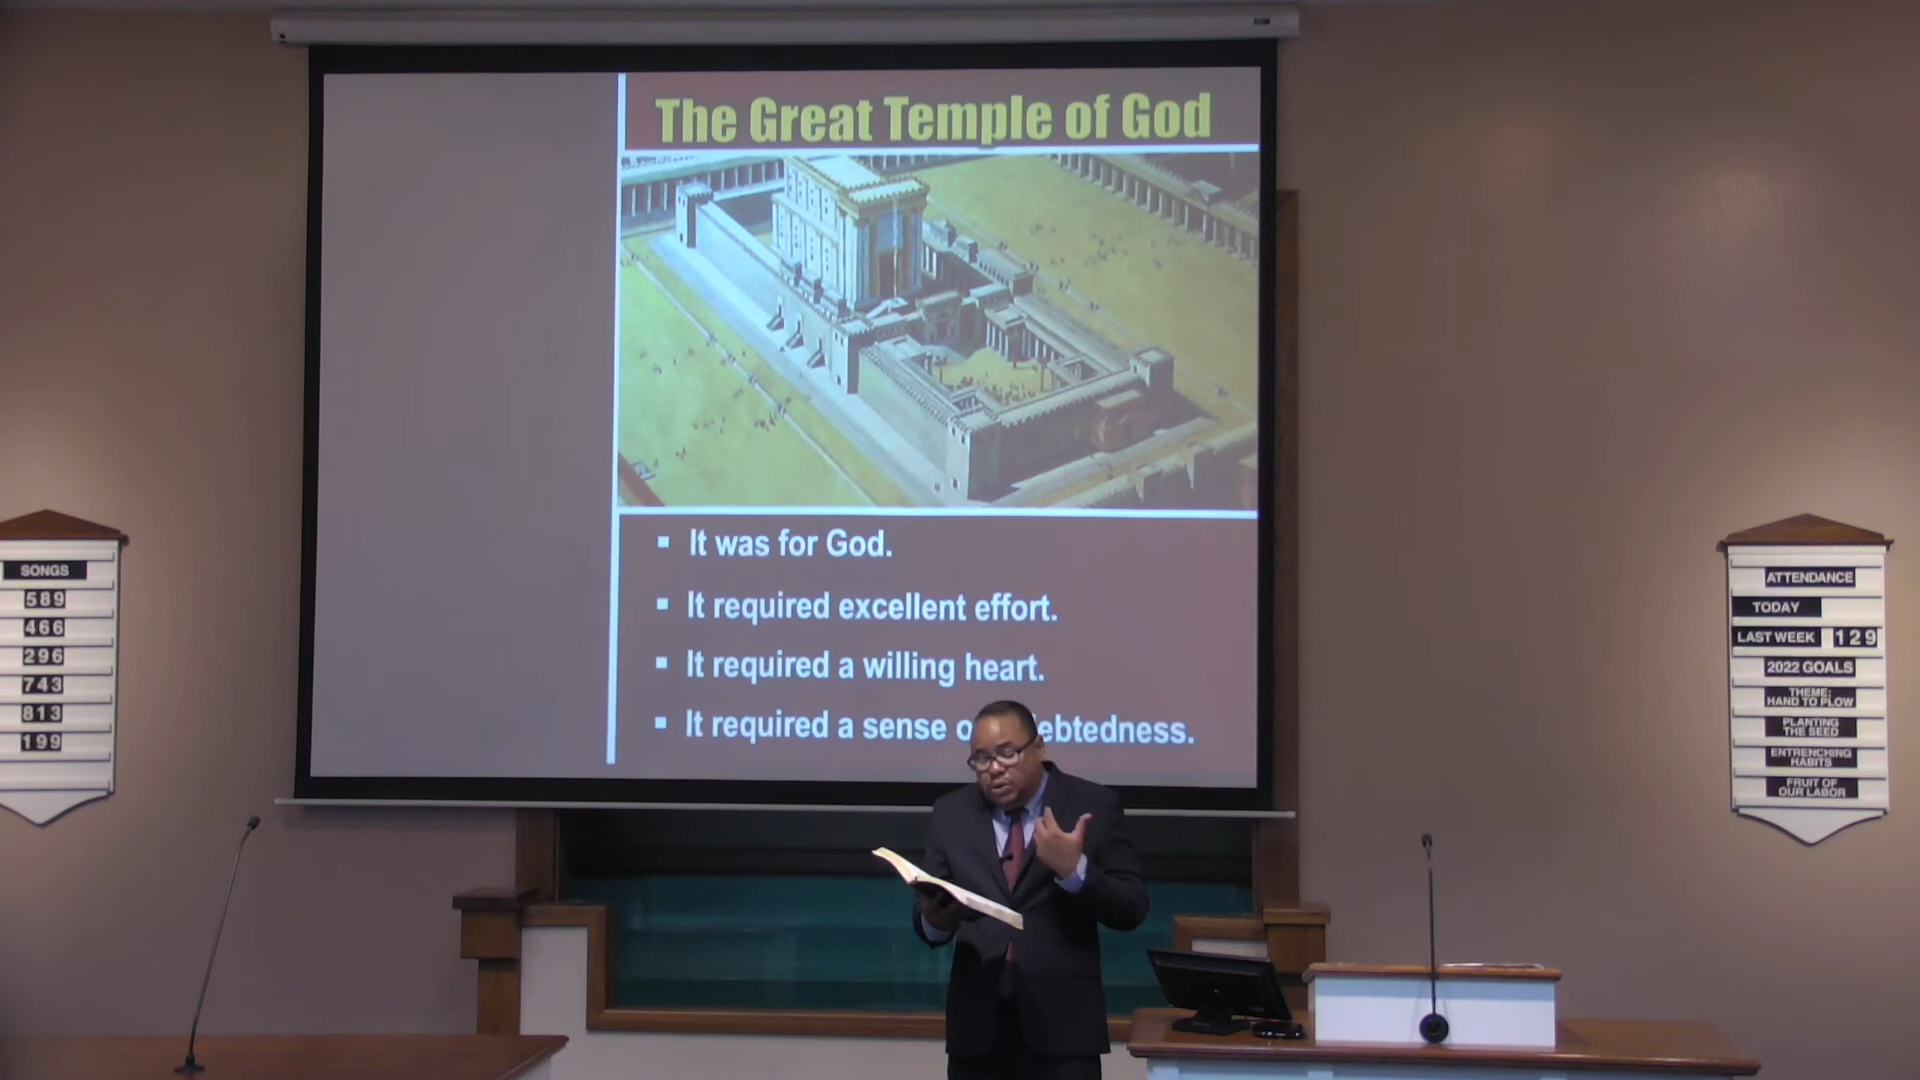 The Great Temple of God
It was for God.
It required excellent effort.
It required a willing heart.
It required a sense o ebtedness.
SONGS
589
466
296
743
813
199
ATTENDANCE
TODAY
LAST WEEK 129
2022 GOALS
THEME:
HAND TO PLOW
PLANTING
THE SEED
ENTRENCHING
HABITS
FRUIT OF
OUR LABOR